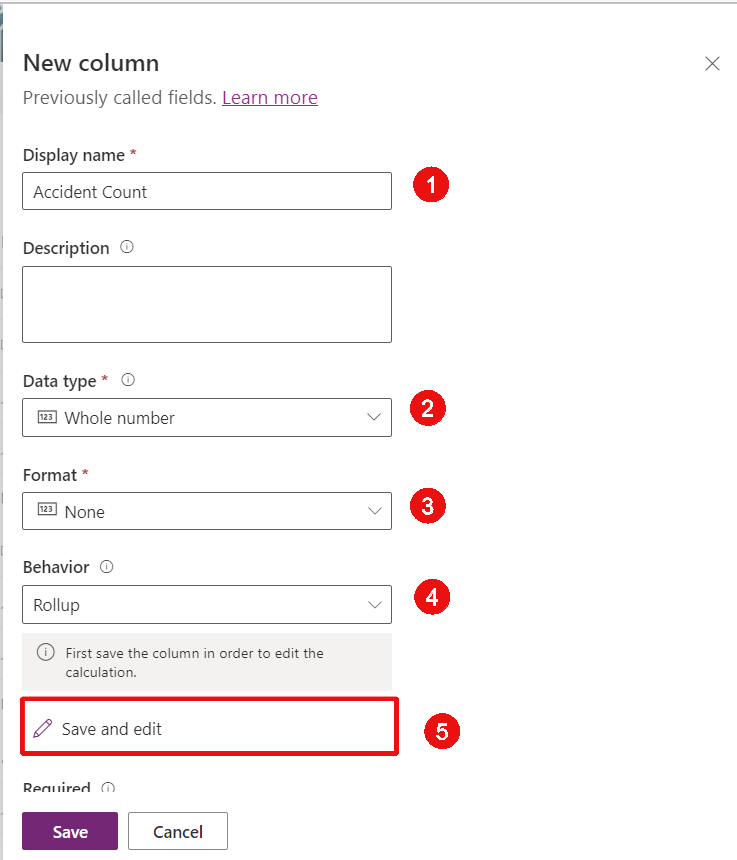 New column
Previously called fields. Learn more
Display name *
Accident Count
1
Description
Data type *
123 Whole number
2
Format *
123 None
3
Behavior
Rollup
4
First save the column in order to edit the
calculation.
Save and edit
5
Required
Save
Cancel